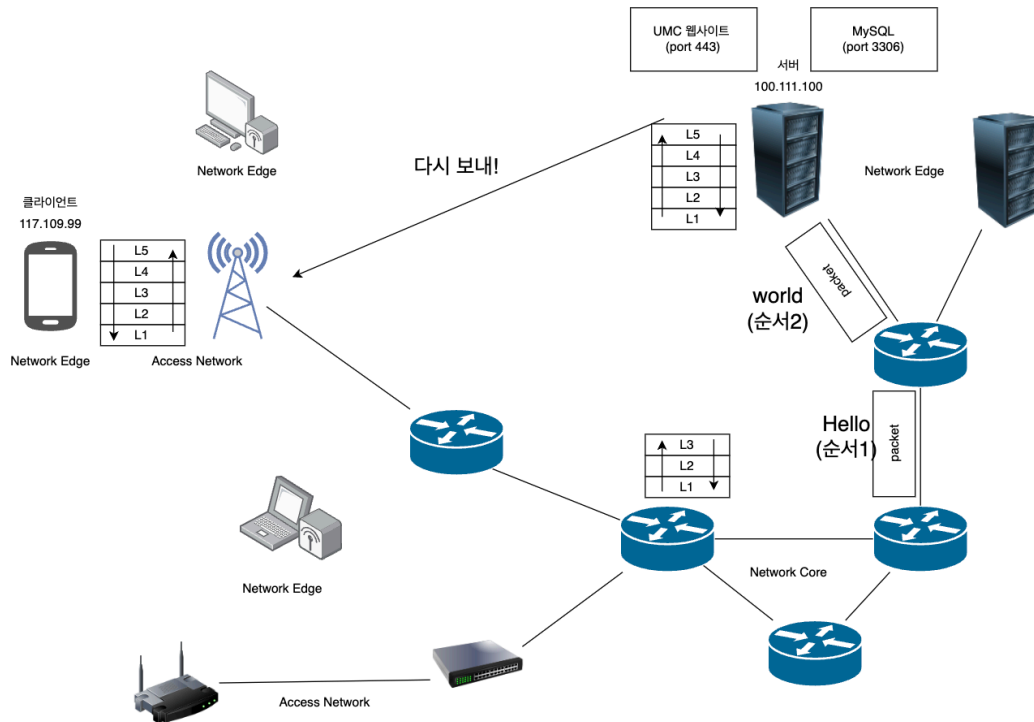 UMC 웹사이트
(port 443)
MySQL
(port 3306)
서버
100.111.100
L5
L4
L3
L2
L1
Network Edge
Network Edge
다시 보내!
클라이언트
117.109.99
L5
L4
L3
L2
L1
Network Edge
Access Network
packet
world
(순서2)
Hello
(순서1)
packet
L3
L2
L1
Network Edge
Network Core
Access Network